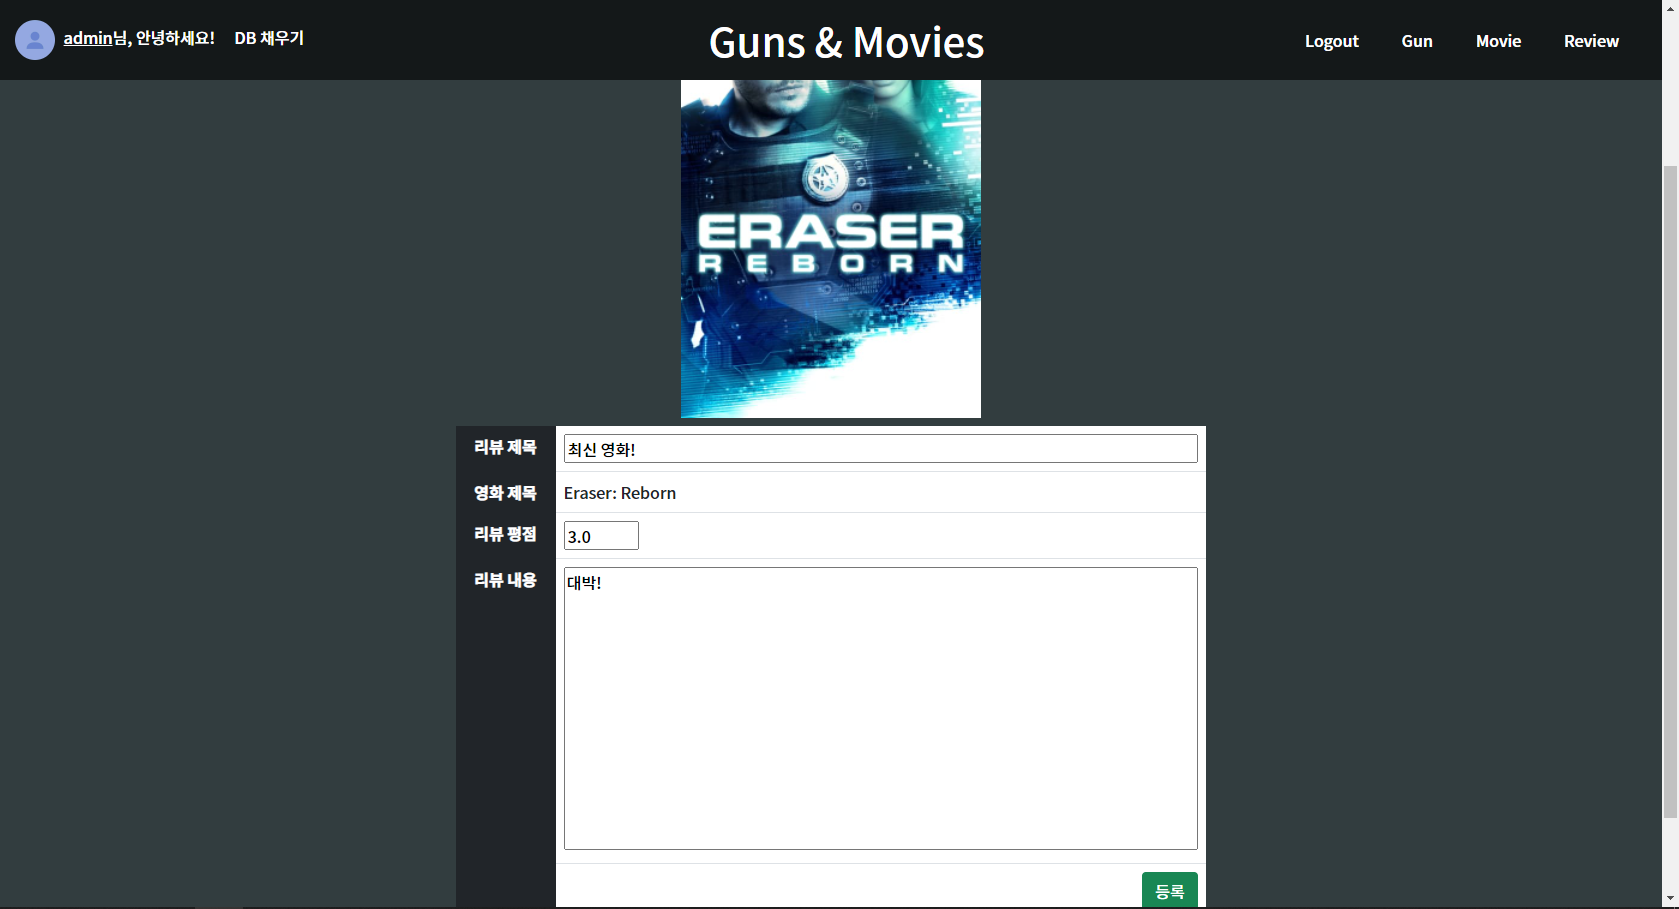 admin님, 안녕하세요! DB 채우기
Guns & Movies
Logout Gun Movie Review
ERASER
REBORN
리뷰 제목 최신 영화!
영화 제목 Eraser: Reborn
리뷰 평점 3.0
리뷰 내용 대박!
등록